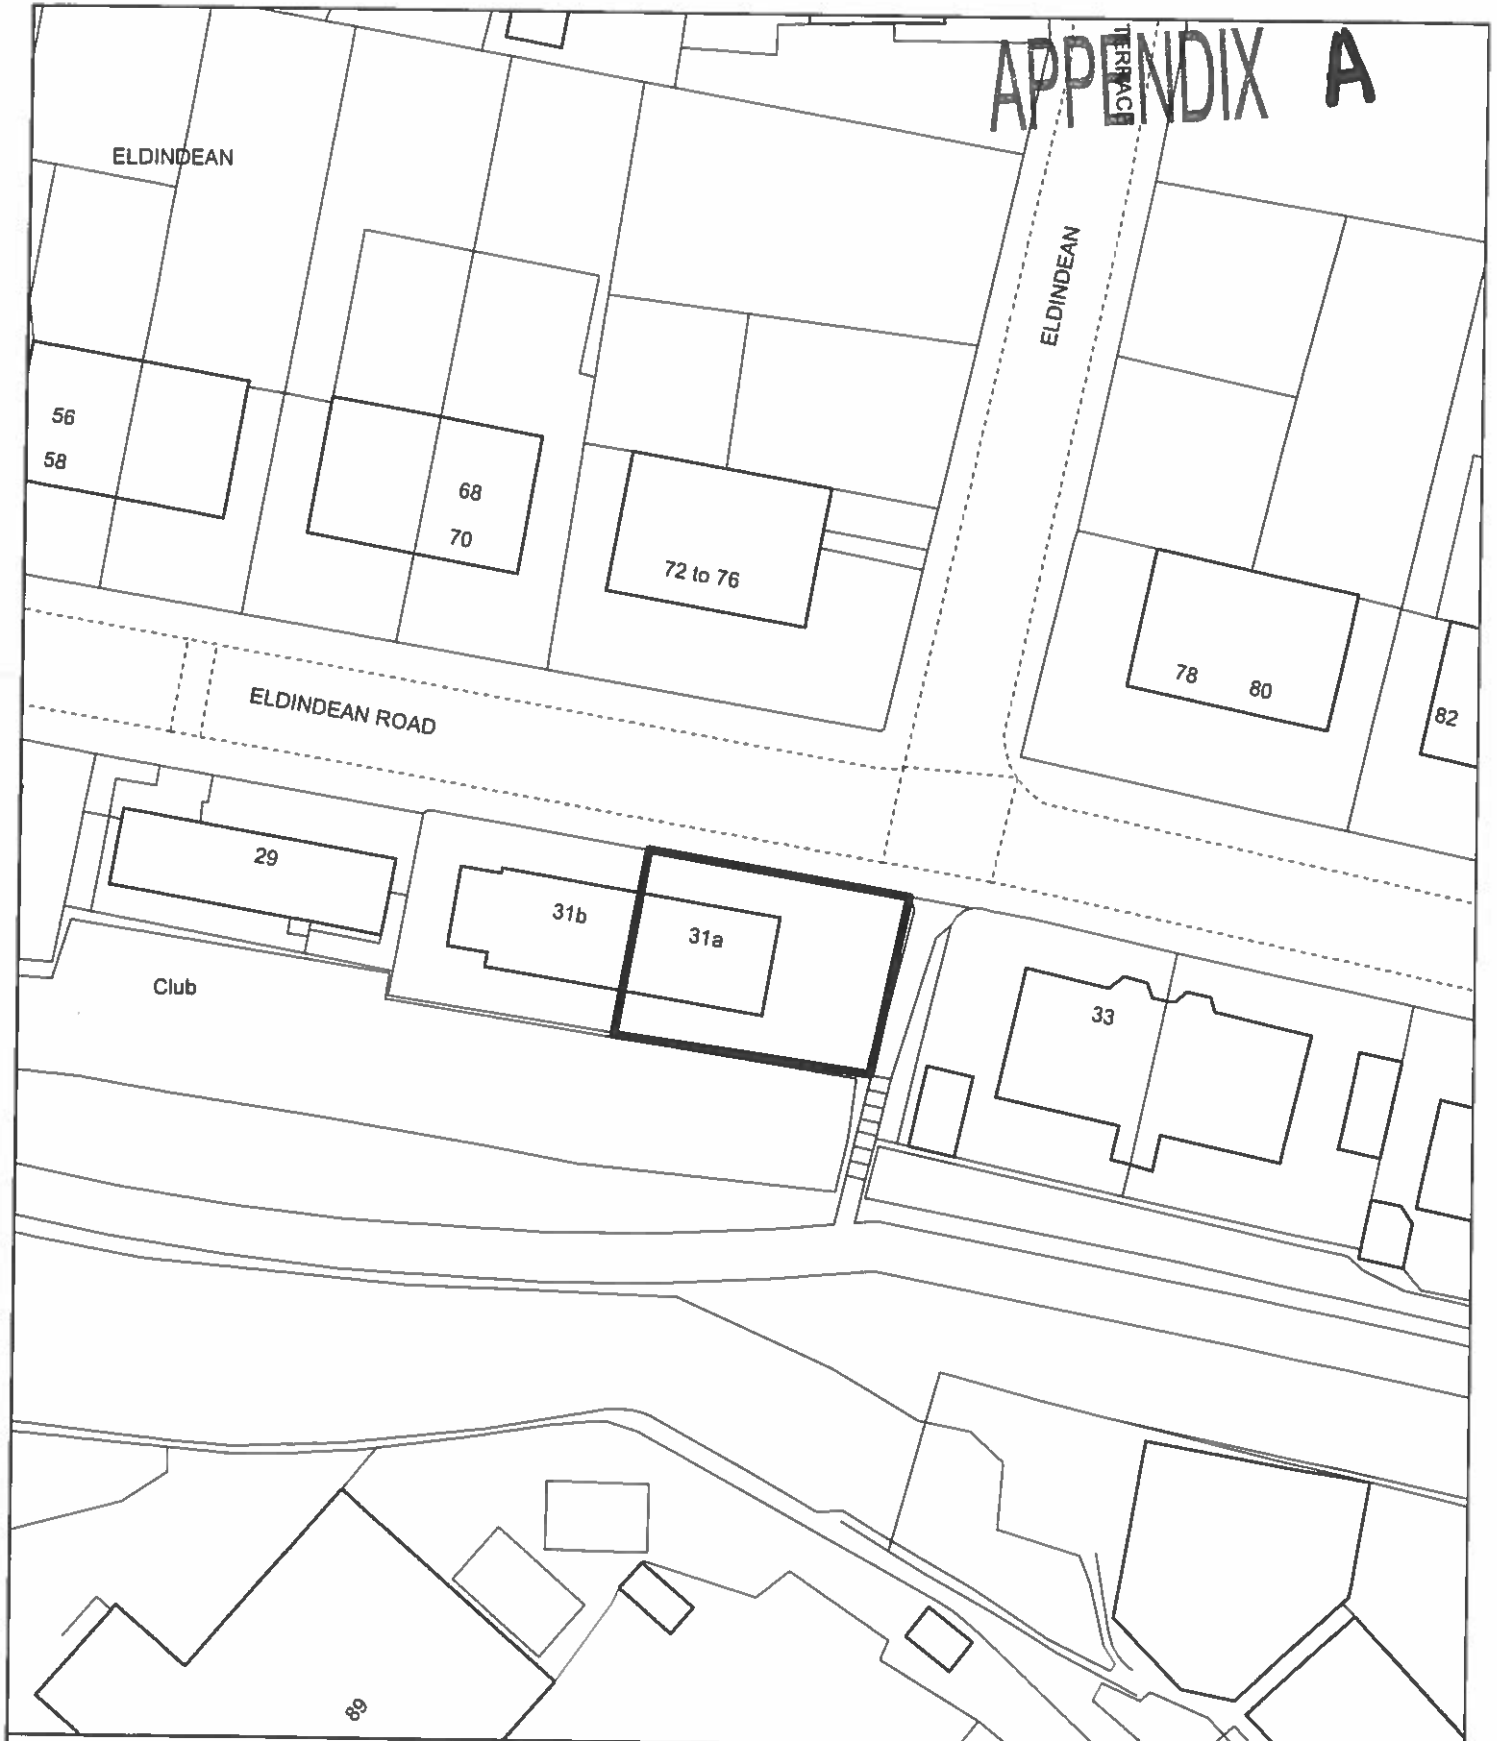 APPENDIX A
TERRACE
ELDINDEAN
ELDINDEAN
56
58
68
70
72 to 76
78 80
82
ELDINDEAN ROAD
29
31b
31a
33
Club
89